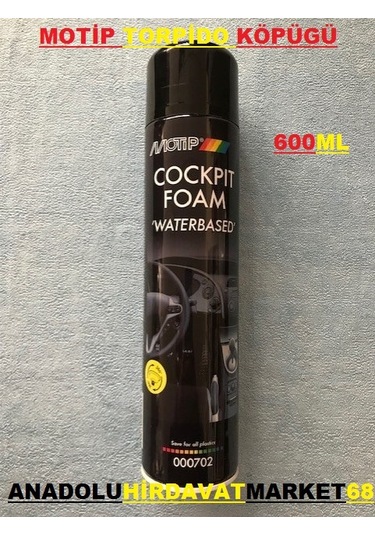 MOTİP TORPİDO KÖPÜGÜ
600ML
MOTIP
COCKPIT
FOAM
'WATERBASED'
Save for all plastics
000702
ANADOLUHİRDAVATMARKET68